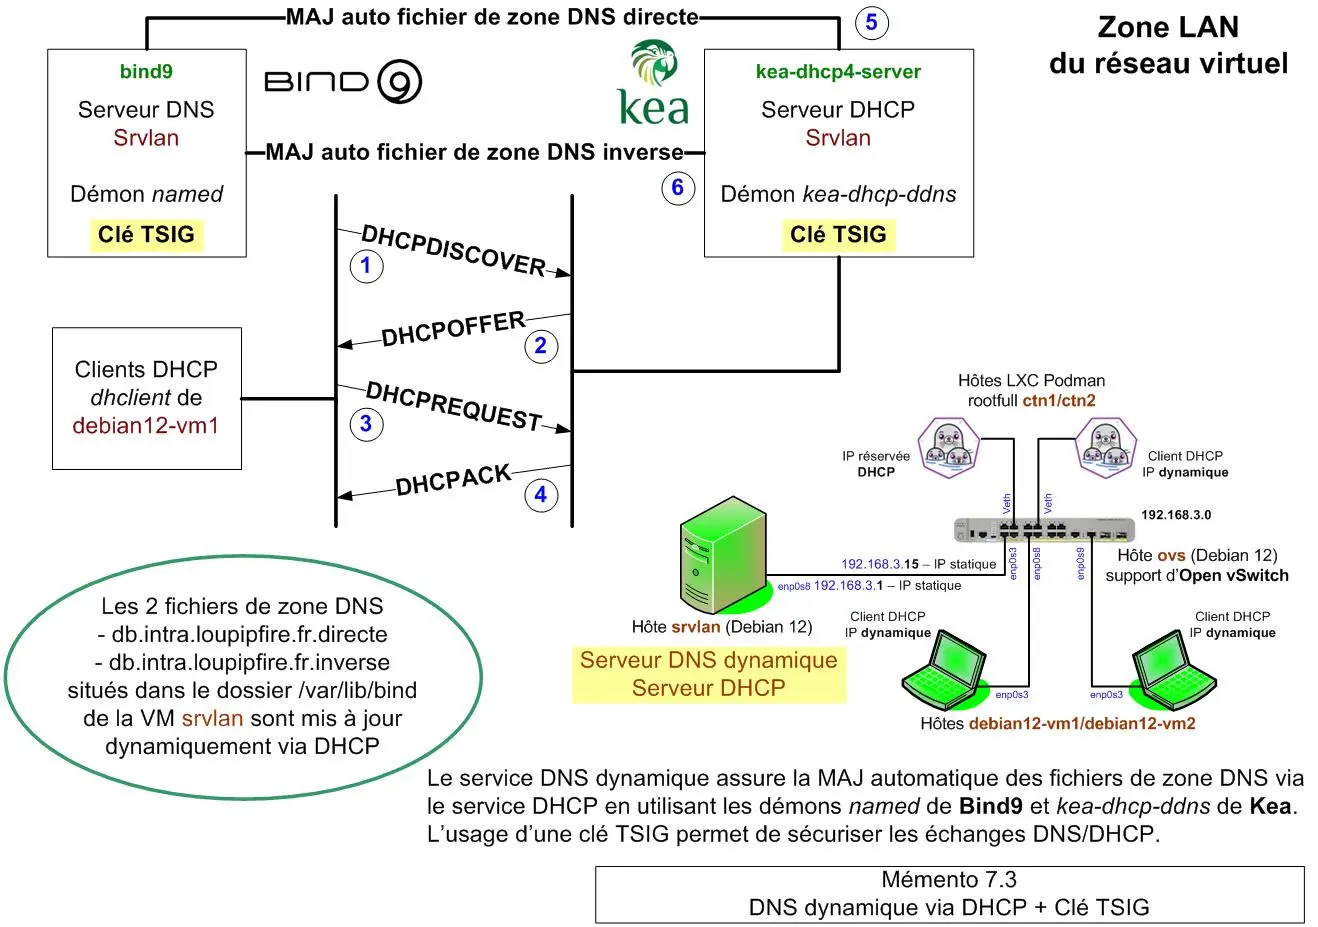 MAJ auto fichier de zone DNS directe
5
Zone LAN
du réseau virtuel
bind9
Serveur DNS
Srvlan
Démon named
Clé TSIG
BIND 9
kea
kea-dhcp4-server
Serveur DHCP
Srvlan
Démon kea-dhcp-ddns
Clé TSIG
MAJ auto fichier de zone DNS inverse
6
DHCPDISCOVER
1
DHCPOFFER
2
DHCPREQUEST
3
DHCPACK
4
Clients DHCP
dhclient de
debian12-vm1
Hôtes LXC Podman
rootfull ctn1/ctn2
IP réservée
DHCP
Client DHCP
IP dynamique
Veth
Veth
192.168.3.0
enp0s3
enp0s8
enp0s9
Hôte ovs (Debian 12)
support d'Open vSwitch
192.168.3.15 – IP statique
enp0s8 192.168.3.1 – IP statique
Hôte srvlan (Debian 12)
Serveur DNS dynamique
Serveur DHCP
Client DHCP
IP dynamique
Client DHCP
IP dynamique
enp0s3
enp0s3
Hôtes debian12-vm1/debian12-vm2
Les 2 fichiers de zone DNS
- db.intra.loupipfire.fr.directe
- db.intra.loupipfire.fr.inverse
situés dans le dossier /var/lib/bind
de la VM srvlan sont mis à jour
dynamiquement via DHCP
Le service DNS dynamique assure la MAJ automatique des fichiers de zone DNS via
le service DHCP en utilisant les démons named de Bind9 et kea-dhcp-ddns de Kea.
L'usage d'une clé TSIG permet de sécuriser les échanges DNS/DHCP.
Mémento 7.3
DNS dynamique via DHCP + Clé TSIG